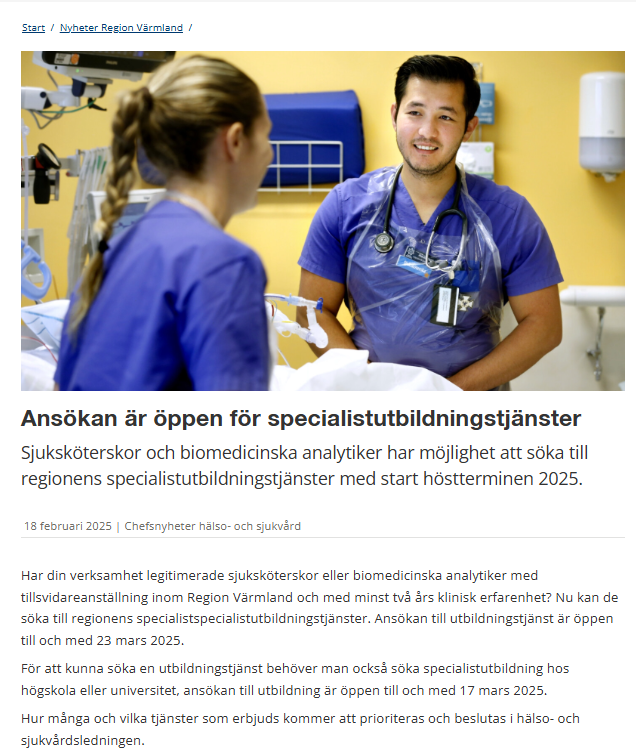 Start / Nyheter Region Värmland /
Ansökan är öppen för specialistutbildningstjänster
Sjuksköterskor och biomedicinska analytiker har möjlighet att söka till
regionens specialistutbildningstjänster med start höstterminen 2025.
18 februari 2025 | Chefsnyheter hälso- och sjukvård
Har din verksamhet legitimerade sjuksköterskor eller biomedicinska analytiker med
tillsvidareanställning inom Region Värmland och med minst två års klinisk erfarenhet? Nu kan de
söka till regionens specialistspecialistutbildningstjänster. Ansökan till utbildningstjänst är öppen
till och med 23 mars 2025.
För att kunna söka en utbildningstjänst behöver man också söka specialistutbildning hos
högskola eller universitet, ansökan till utbildning är öppen till och med 17 mars 2025.
Hur många och vilka tjänster som erbjuds kommer att prioriteras och beslutas i hälso- och
sjukvårdsledningen.